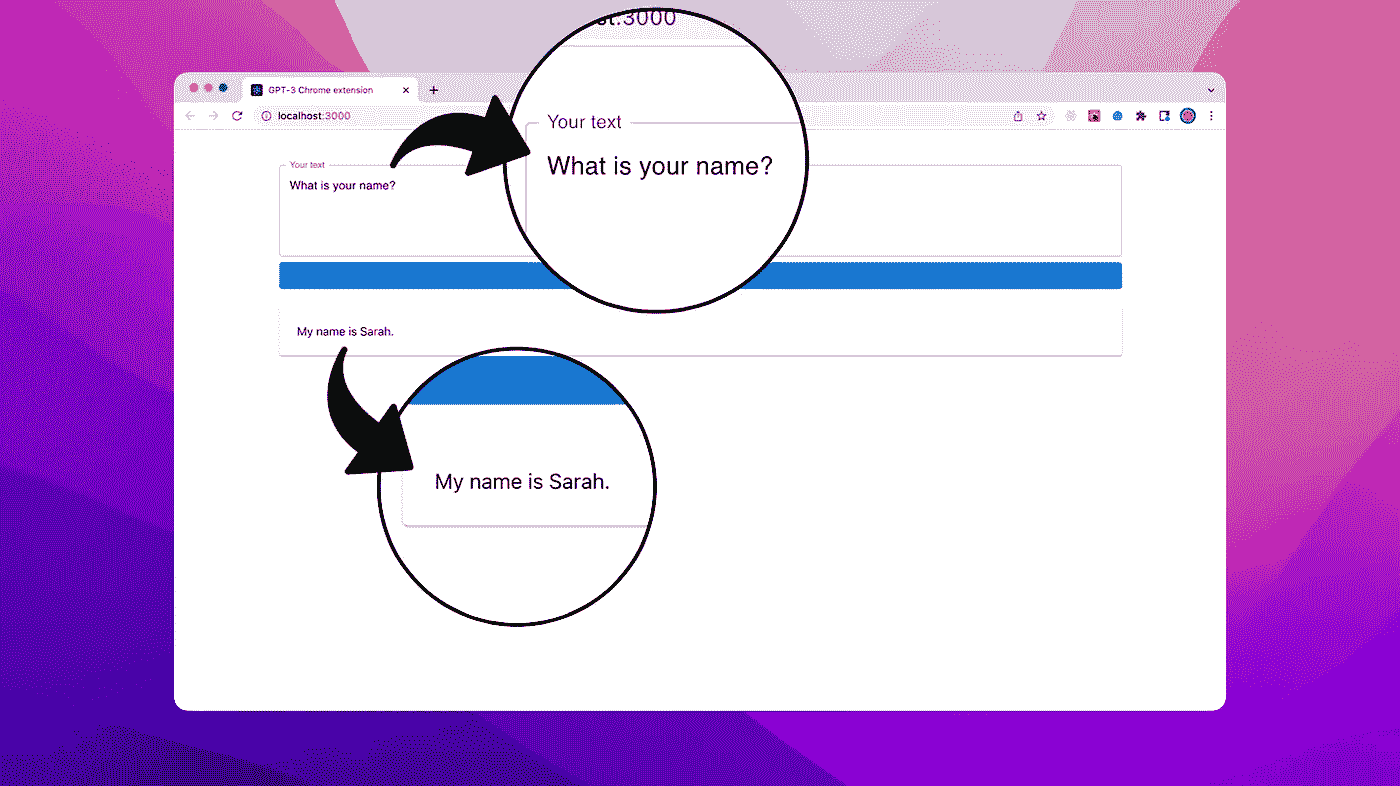 st:3000
GPT-3 Chrome extension
localhost:3000
Your text
What is your name?
Your text
What is your name?
My name is Sarah.
My name is Sarah.